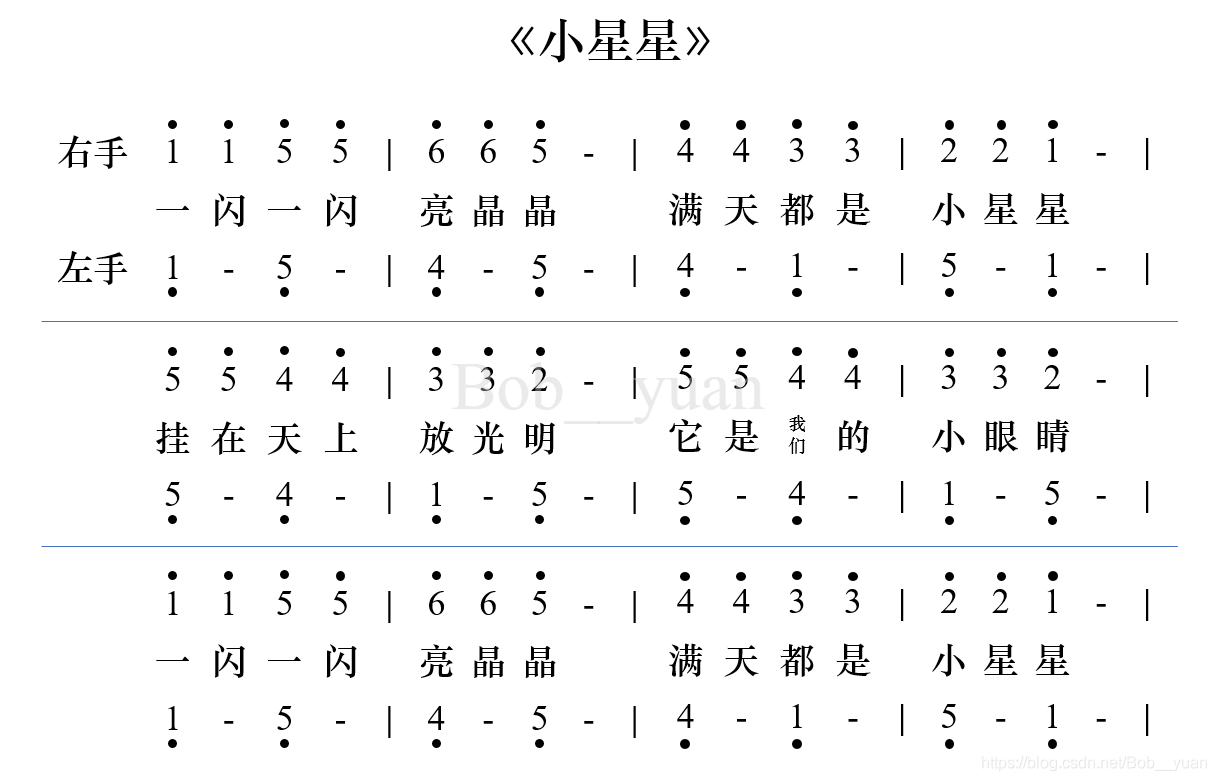 《小星星》
右手 1 1 5 5 | 6 6 5 - | 4 4 3 3 | 2 2 1 - |
一 闪 一 闪 亮 晶 晶 满 天 都 是 小 星 星
左手 1 - 5 - | 4 - 5 - | 4 - 1 - | 5 - 1 - |
5 5 4 4 | 3 3 2 - | 5 5 4 4 | 3 3 2 - |
Bob__yuan
挂 在 天 上 放 光 明 它 是 我们 的 小 眼 睛
5 - 4 - | 1 - 5 - | 5 - 4 - | 1 - 5 - |
1 1 5 5 | 6 6 5 - | 4 4 3 3 | 2 2 1 - |
一 闪 一 闪 亮 晶 晶 满 天 都 是 小 星 星
1 - 5 - | 4 - 5 - | 4 - 1 - | 5 - 1 - |
https://blog.csdn.net/Bob__yuan